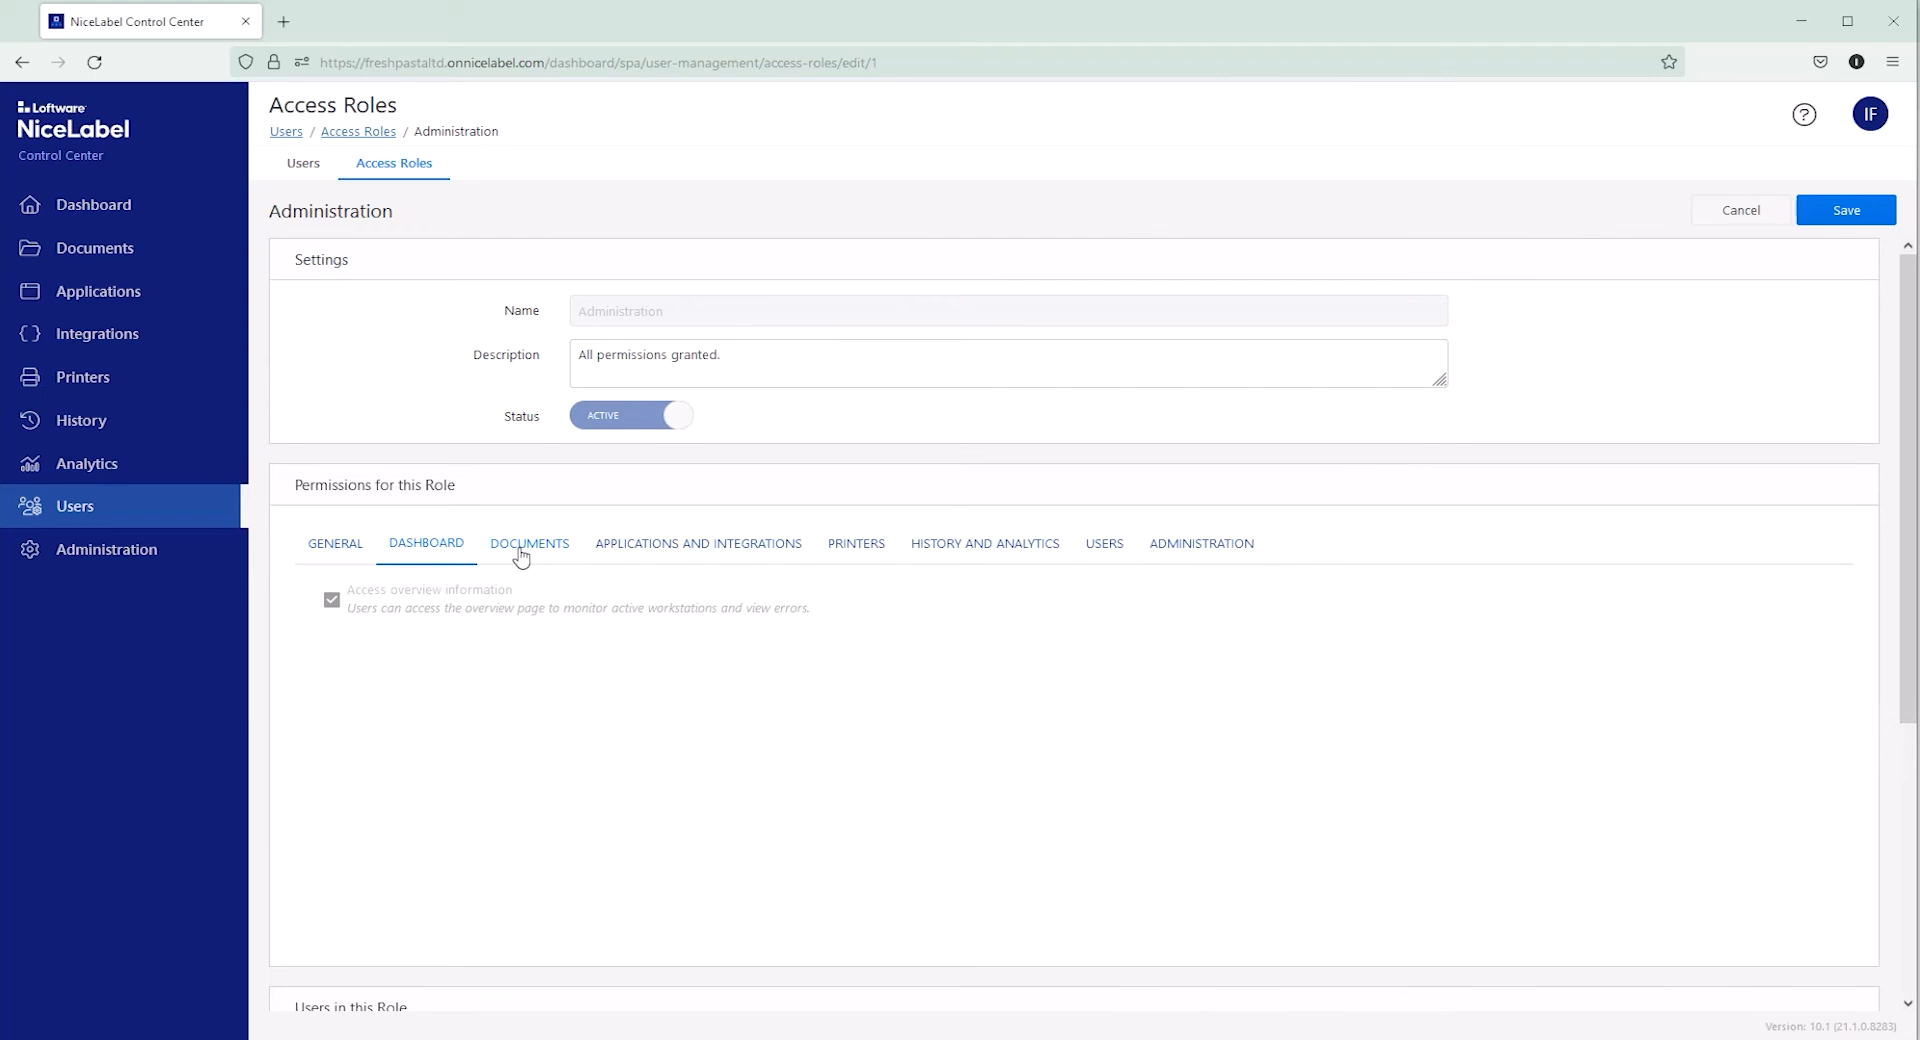 NiceLabel Control Center
https://freshpastaltd.onnicelabel.com/dashboard/spa/user-management/access-roles/edit/1
Loftware
NiceLabel
Control Center
Dashboard
Documents
Applications
Integrations
Printers
History
Analytics
Users
Administration
Access Roles
Users / Access Roles / Administration
IF
Users Access Roles
Administration
Cancel Save
Settings
Name Administration
Description All permissions granted.
Status ACTIVE
Permissions for this Role
GENERAL DASHBOARD DOCUMENTS APPLICATIONS AND INTEGRATIONS PRINTERS HISTORY AND ANALYTICS USERS ADMINISTRATION
Access overview information
Users can access the overview page to monitor active workstations and view errors.
Users in this Role
Version: 10.1 (21.1.0.8283)